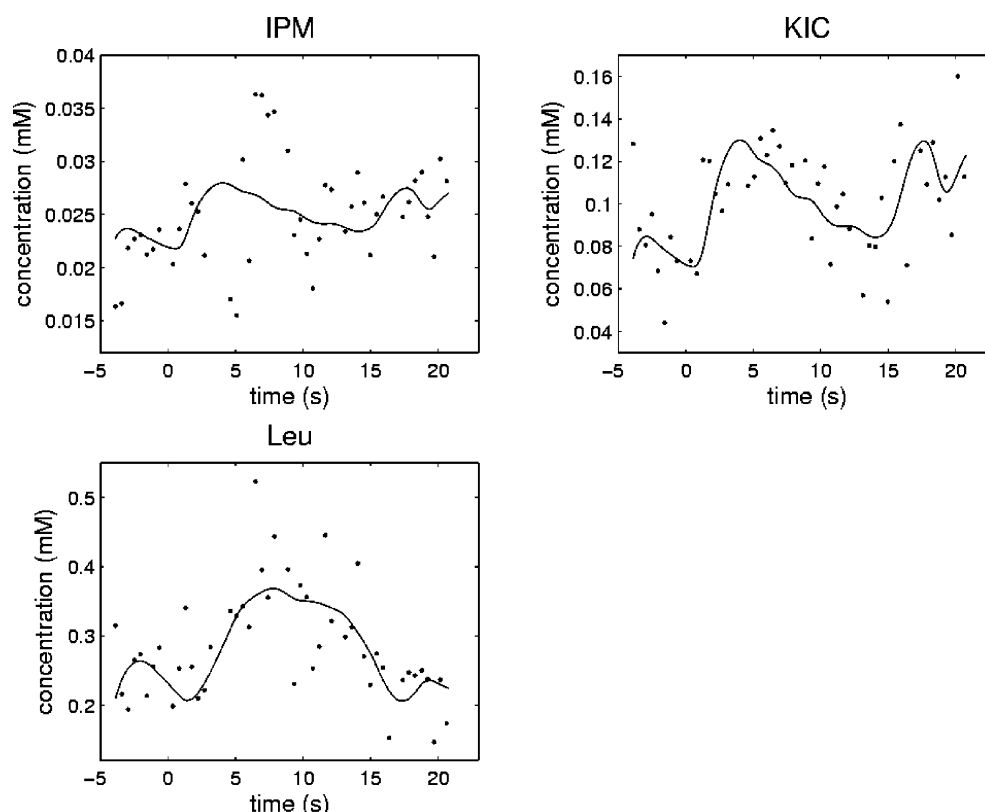 IPM
0.04
0.035
0.03
0.025
0.02
0.015
concentration (mM)
−5 0 5 10 15 20
time (s)
KIC
0.16
0.14
0.12
0.1
0.08
0.06
0.04
concentration (mM)
−5 0 5 10 15 20
time (s)
Leu
0.5
0.4
0.3
0.2
concentration (mM)
−5 0 5 10 15 20
time (s)